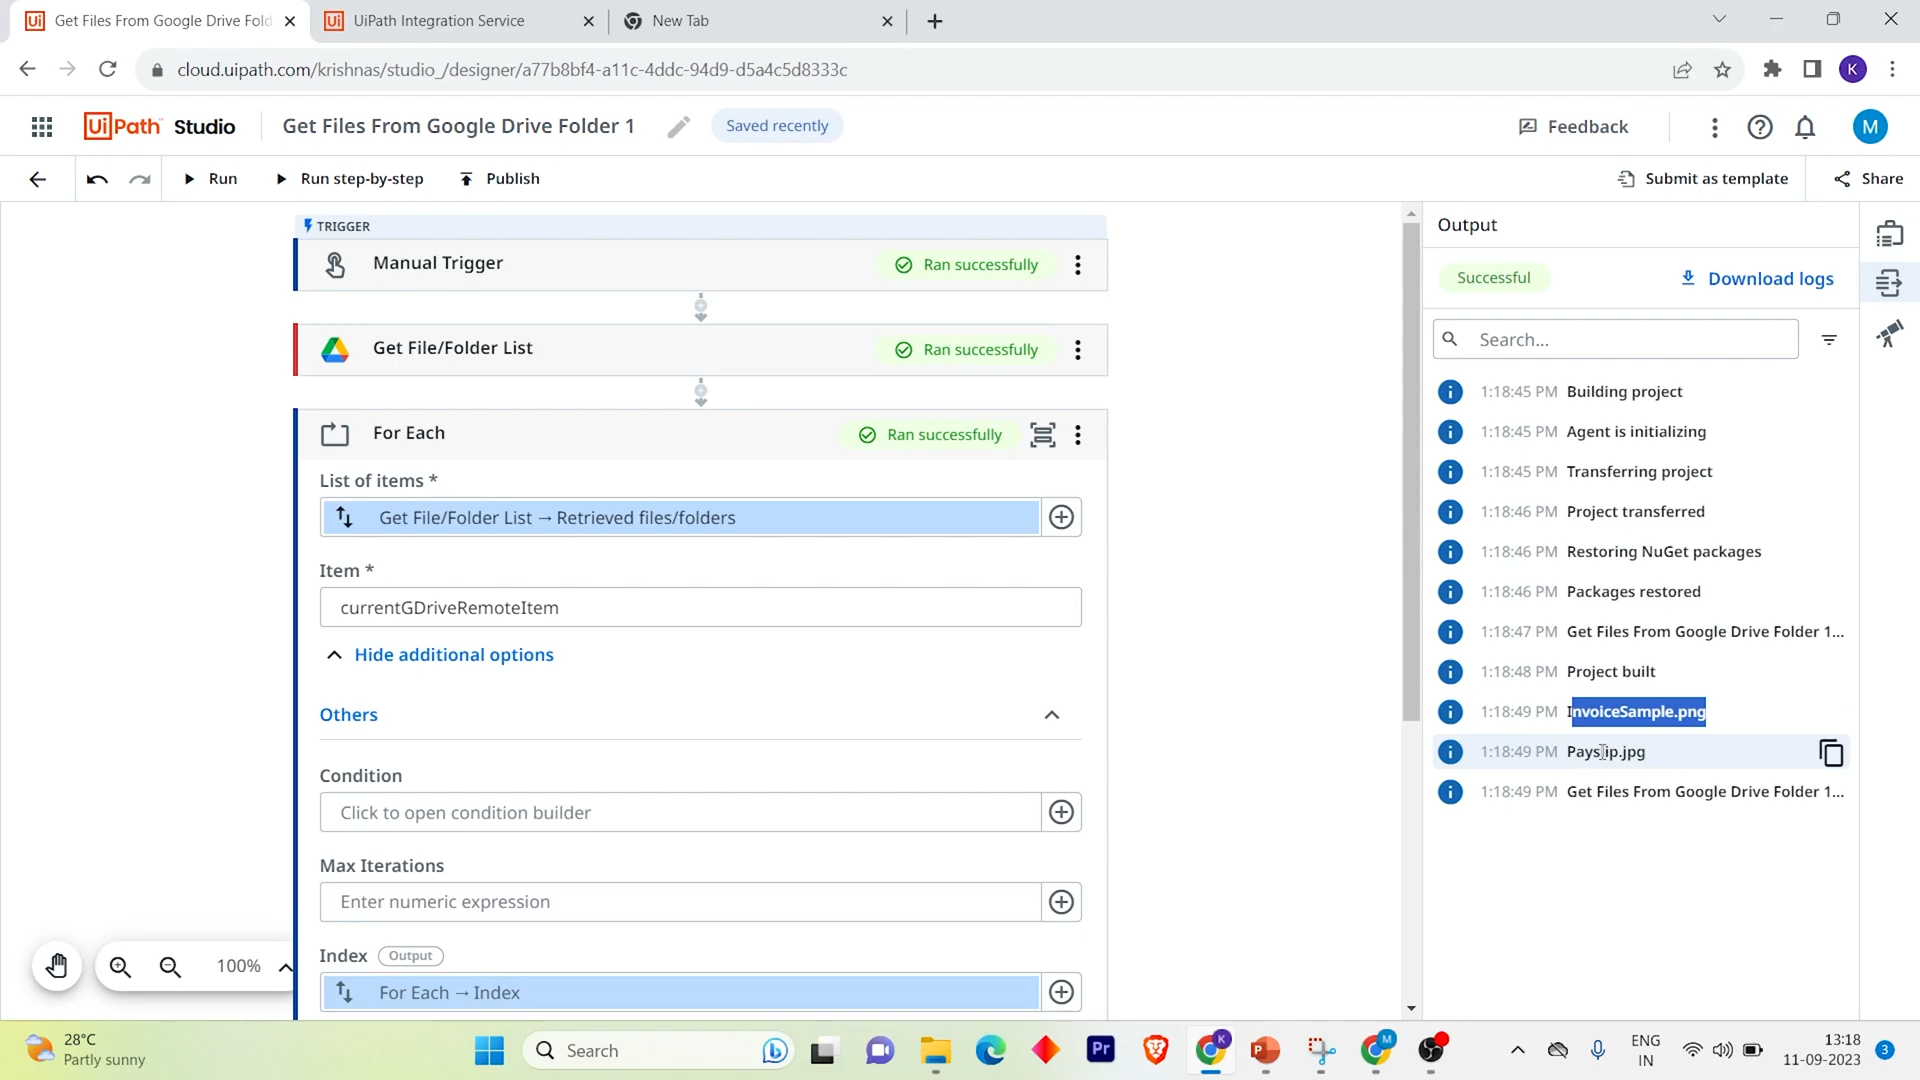 Get Files From Google Drive Fold
UiPath Integration Service
New Tab
cloud.uipath.com/krishnas/studio_/designer/a77b8bf4-a11c-4ddc-94d9-d5a4c5d8333c
K
UiPath Studio
Get Files From Google Drive Folder 1
Saved recently
Feedback
M
Run
Run step-by-step
Publish
Submit as template
Share
TRIGGER
Manual Trigger
Ran successfully
Get File/Folder List
Ran successfully
For Each
Ran successfully
List of items *
Get File/Folder List → Retrieved files/folders
Item *
currentGDriveRemoteItem
Hide additional options
Others
Condition
Click to open condition builder
Max Iterations
Enter numeric expression
Index Output
For Each → Index
100%
Output
Successful
Download logs
Search...
1:18:45 PM Building project
1:18:45 PM Agent is initializing
1:18:45 PM Transferring project
1:18:46 PM Project transferred
1:18:46 PM Restoring NuGet packages
1:18:46 PM Packages restored
1:18:47 PM Get Files From Google Drive Folder 1...
1:18:48 PM Project built
1:18:49 PM InvoiceSample.png
1:18:49 PM Payslip.jpg
1:18:49 PM Get Files From Google Drive Folder 1...
28°C
Partly sunny
Search
Pr
K
M
ENG
IN
13:18
11-09-2023
3